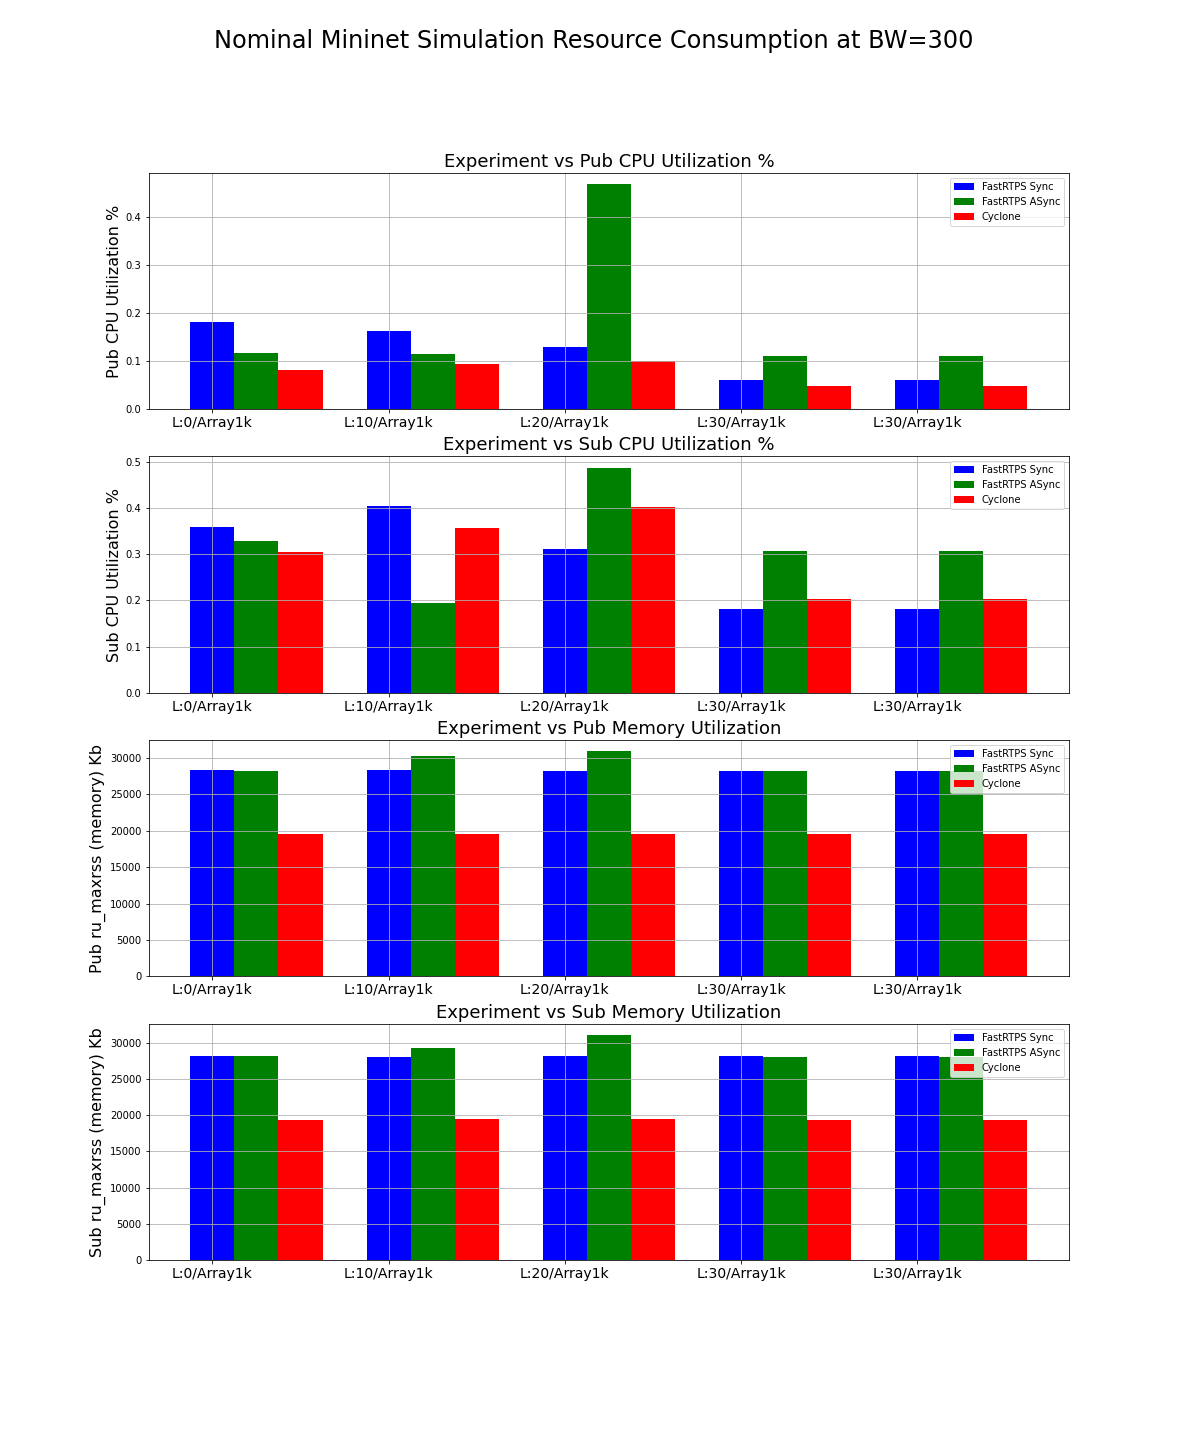 Nominal Mininet Simulation Resource Consumption at BW=300
Experiment vs Pub CPU Utilization %
Pub CPU Utilization %
0.4
0.3
0.2
0.1
0.0
FastRTPS Sync
FastRTPS ASync
Cyclone
L:0/Array1k L:10/Array1k L:20/Array1k L:30/Array1k L:30/Array1k
Experiment vs Sub CPU Utilization %
Sub CPU Utilization %
0.5
0.4
0.3
0.2
0.1
0.0
FastRTPS Sync
FastRTPS ASync
Cyclone
L:0/Array1k L:10/Array1k L:20/Array1k L:30/Array1k L:30/Array1k
Experiment vs Pub Memory Utilization
Pub ru_maxrss (memory) Kb
30000
25000
20000
15000
10000
5000
0
FastRTPS Sync
FastRTPS ASync
Cyclone
L:0/Array1k L:10/Array1k L:20/Array1k L:30/Array1k L:30/Array1k
Experiment vs Sub Memory Utilization
Sub ru_maxrss (memory) Kb
30000
25000
20000
15000
10000
5000
0
FastRTPS Sync
FastRTPS ASync
Cyclone
L:0/Array1k L:10/Array1k L:20/Array1k L:30/Array1k L:30/Array1k